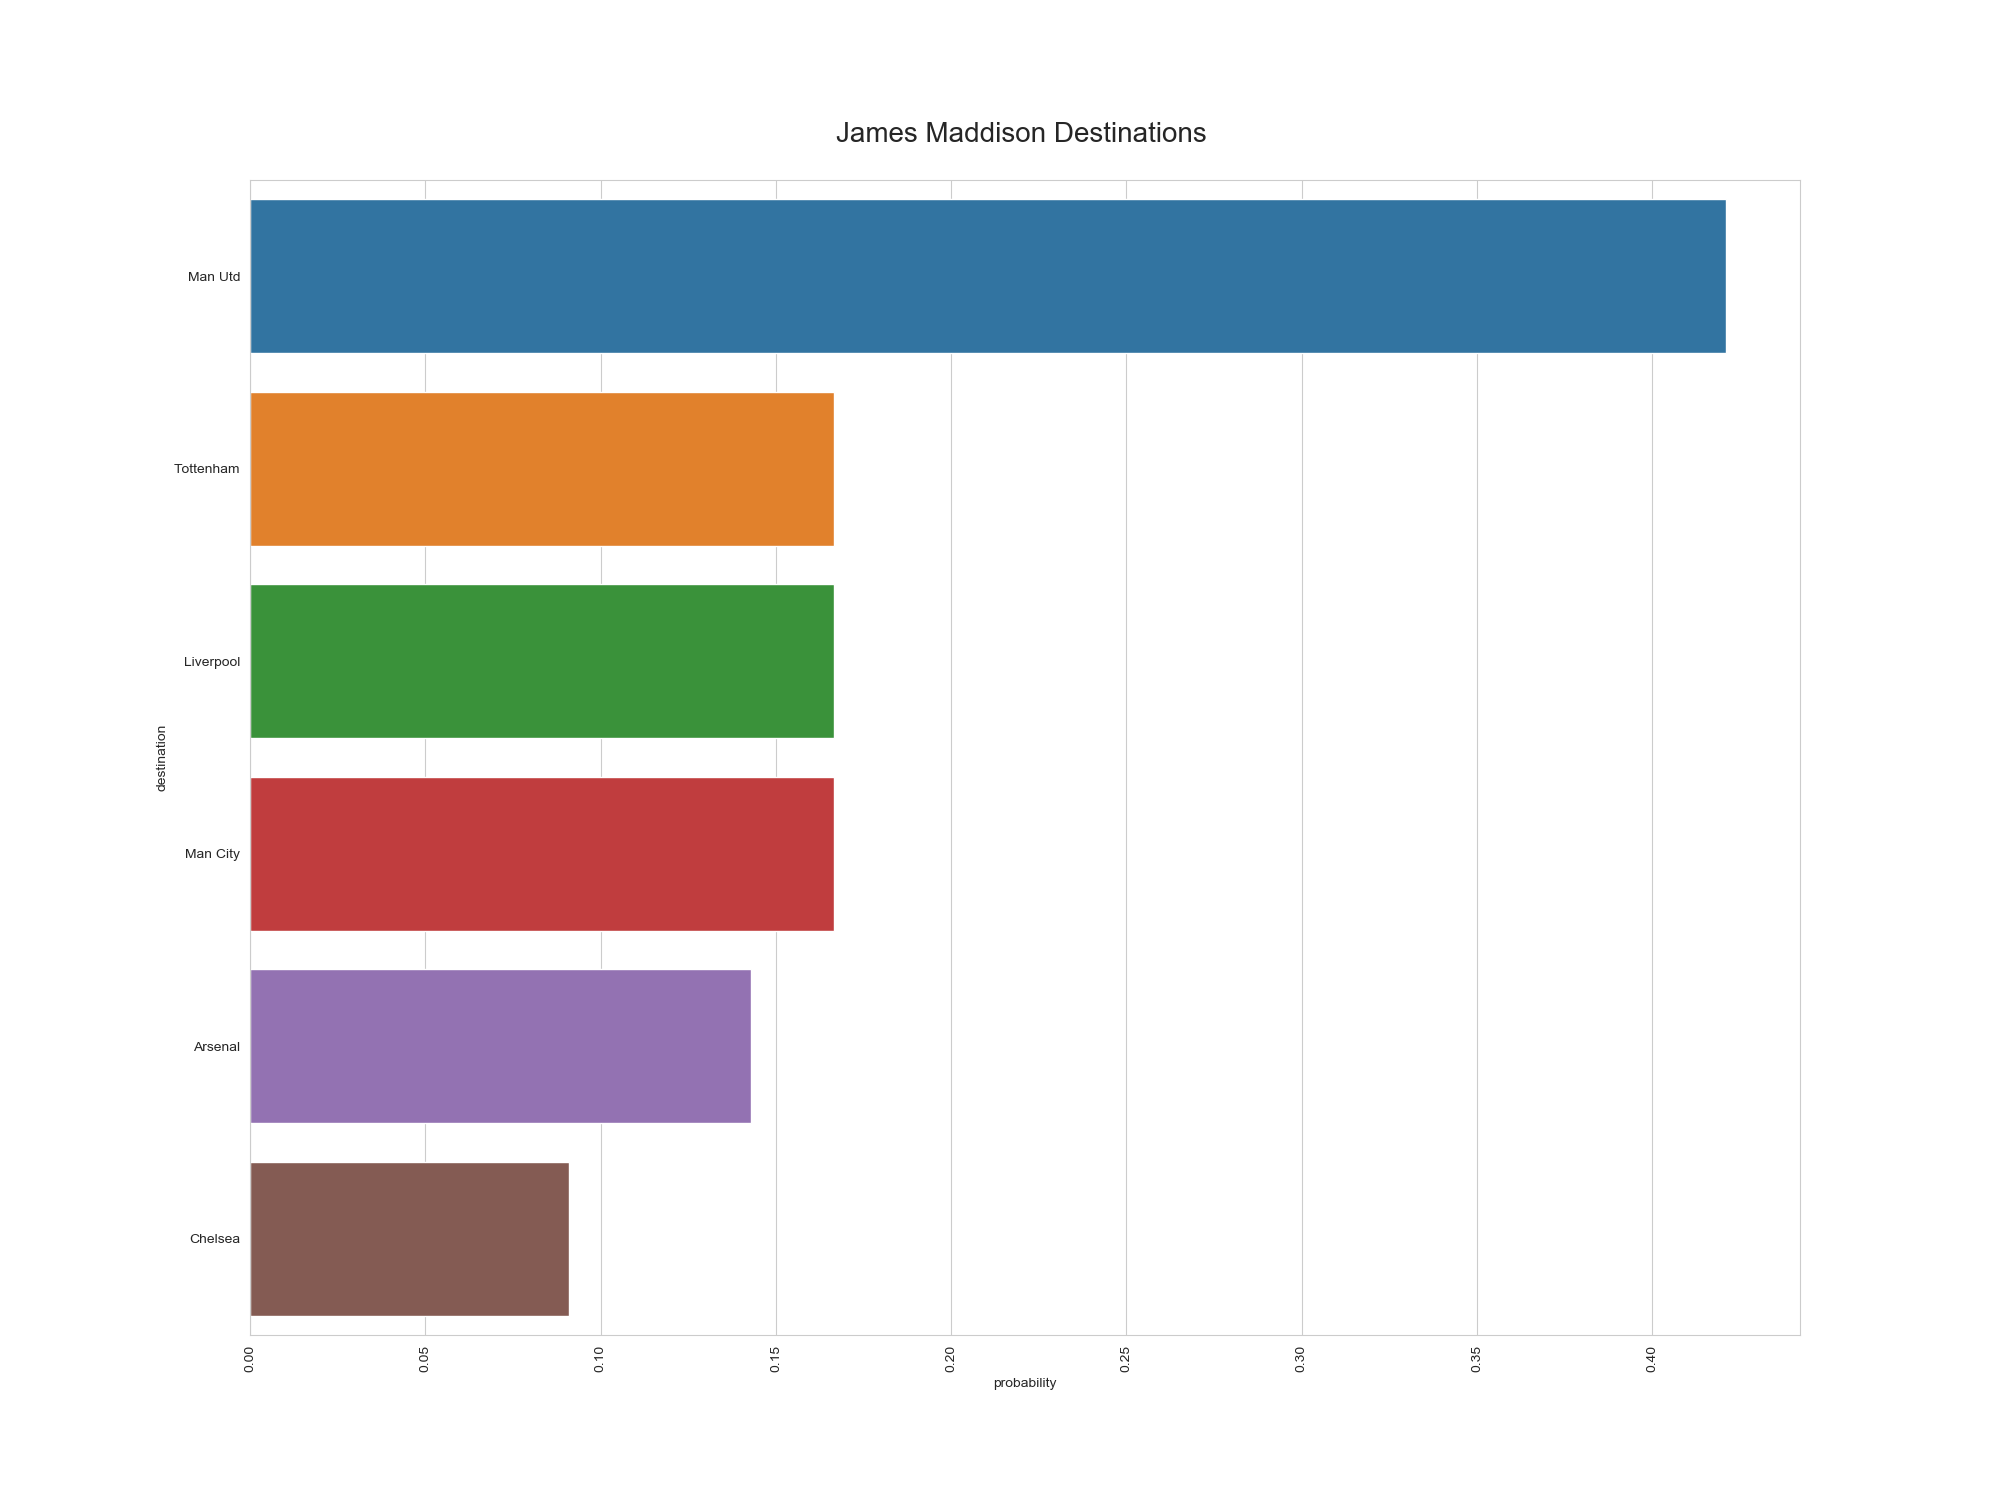 James Maddison Destinations
Man Utd
Tottenham
Liverpool
destination
Man City
Arsenal
Chelsea
0.00
0.05
0.10
0.15
0.20
0.25
0.30
0.35
0.40
probability